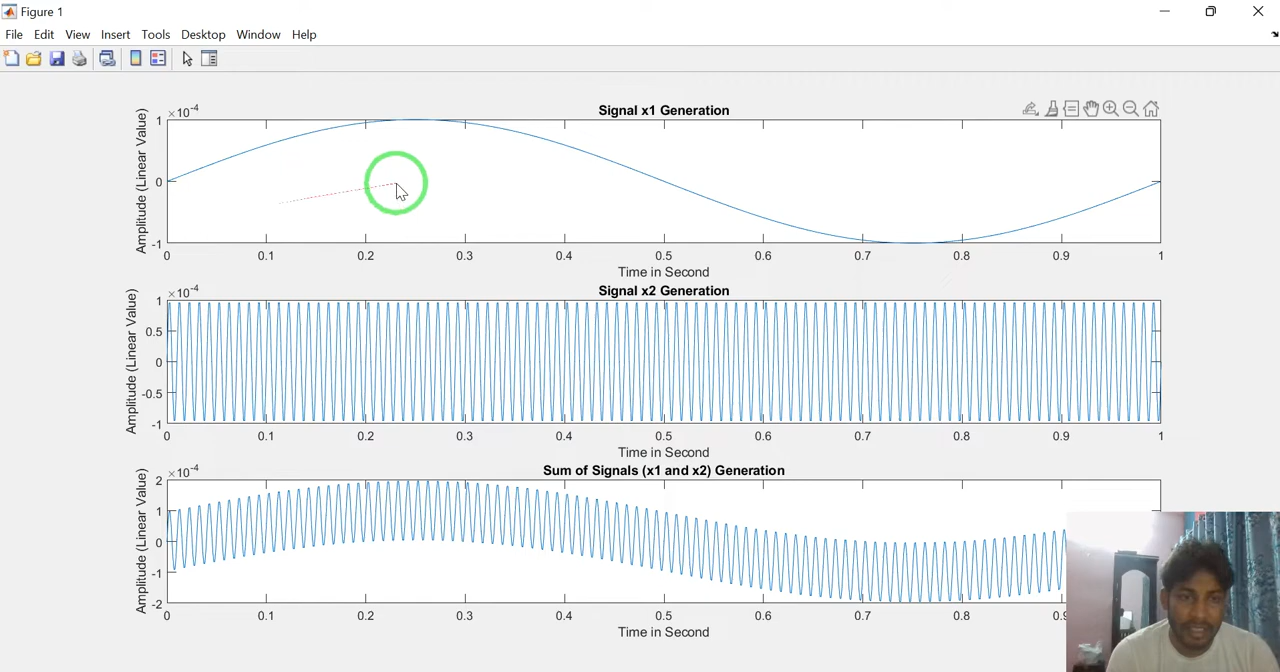 Figure 1
File Edit View Insert Tools Desktop Window Help
Signal x1 Generation
×10-4
Amplitude (Linear Value)
1
0
-1
0 0.1 0.2 0.3 0.4 0.5 0.6 0.7 0.8 0.9 1
Time in Second
Signal x2 Generation
×10-4
Amplitude (Linear Value)
1
0.5
0
-0.5
-1
0 0.1 0.2 0.3 0.4 0.5 0.6 0.7 0.8 0.9 1
Time in Second
Sum of Signals (x1 and x2) Generation
×10-4
Amplitude (Linear Value)
2
1
0
-1
-2
0 0.1 0.2 0.3 0.4 0.5 0.6 0.7 0.8
Time in Second